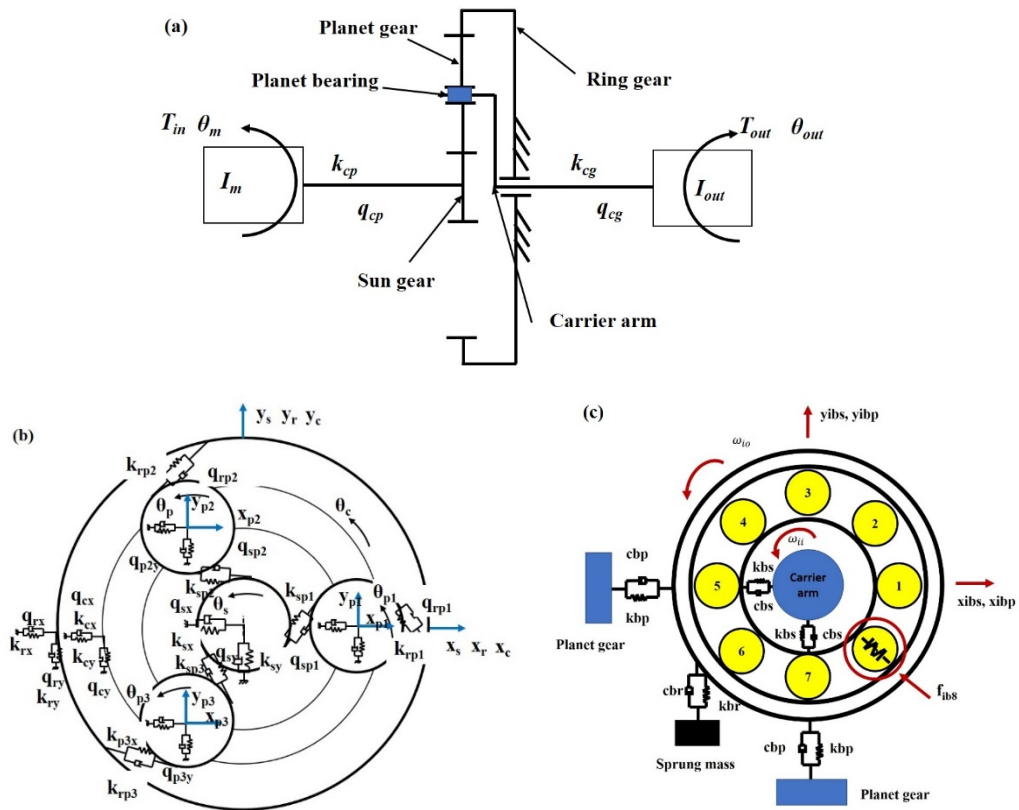 (a)
Planet gear
Planet bearing
Ring gear
T_in θ_m
T_out θ_out
I_m
k_cp
k_cg
I_out
q_cp
q_cg
Sun gear
Carrier arm
(b)
y_s y_r y_c
k_rp2
q_rp2
θ_p
y_p2
x_p2
θ_c
q_p2y
q_sp2
k_sp2
k_sp1
θ_p1
q_cx
k_cx
q_rx
k_rx
q_sx
θ_s
k_sx
y_p1
x_p1
q_rp1
k_rp1
x_s x_r x_c
k_cy
q_cy
q_ry
k_ry
q_sy
k_sy
q_sp1
k_sp3
θ_p3
y_p3
x_p3
k_p3x
q_p3y
k_rp3
(c)
yibs, yibp
ω_io
3
4
2
ω_ii
cbp
kbp
kbs
cbs
5
Carrier
arm
1
xibs, xibp
Planet gear
kbs
cbs
6
7
f_ib8
cbr
kbr
cbp
kbp
Sprung mass
Planet gear